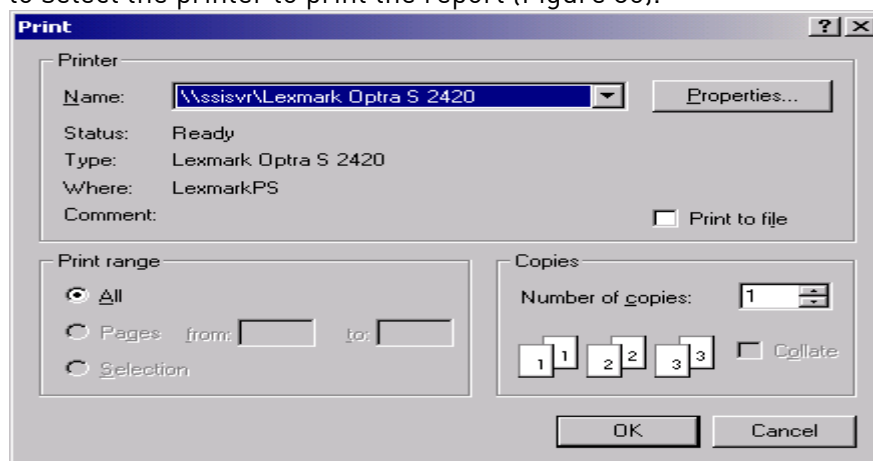 to select the printer to print the report (Figure 36).
Print
Printer
Name: \\ssisvr\Lexmark Optra S 2420 Properties...
Status: Ready
Type: Lexmark Optra S 2420
Where: LexmarkPS
Comment:
Print to file
Print range
All
Pages from: to:
Selection
Copies
Number of copies: 1
1 1 2 2 3 3 Collate
OK Cancel